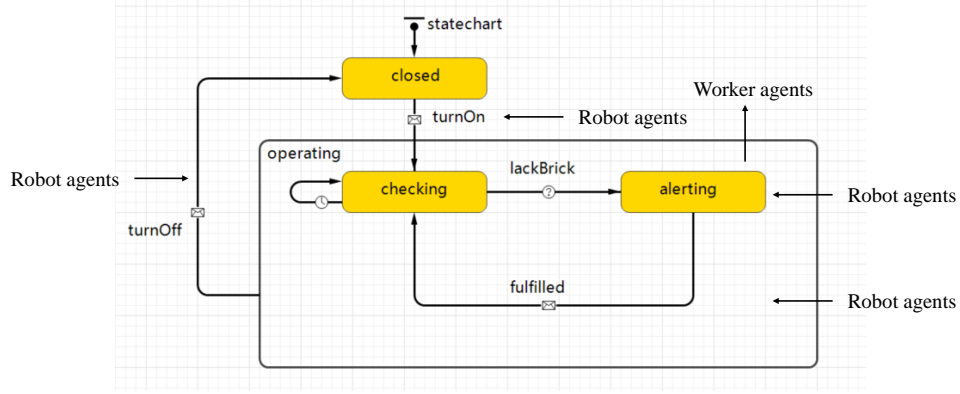 statechart
closed
Worker agents
turnOn
Robot agents
operating
lackBrick
Robot agents
checking
alerting
Robot agents
turnOff
fulfilled
Robot agents